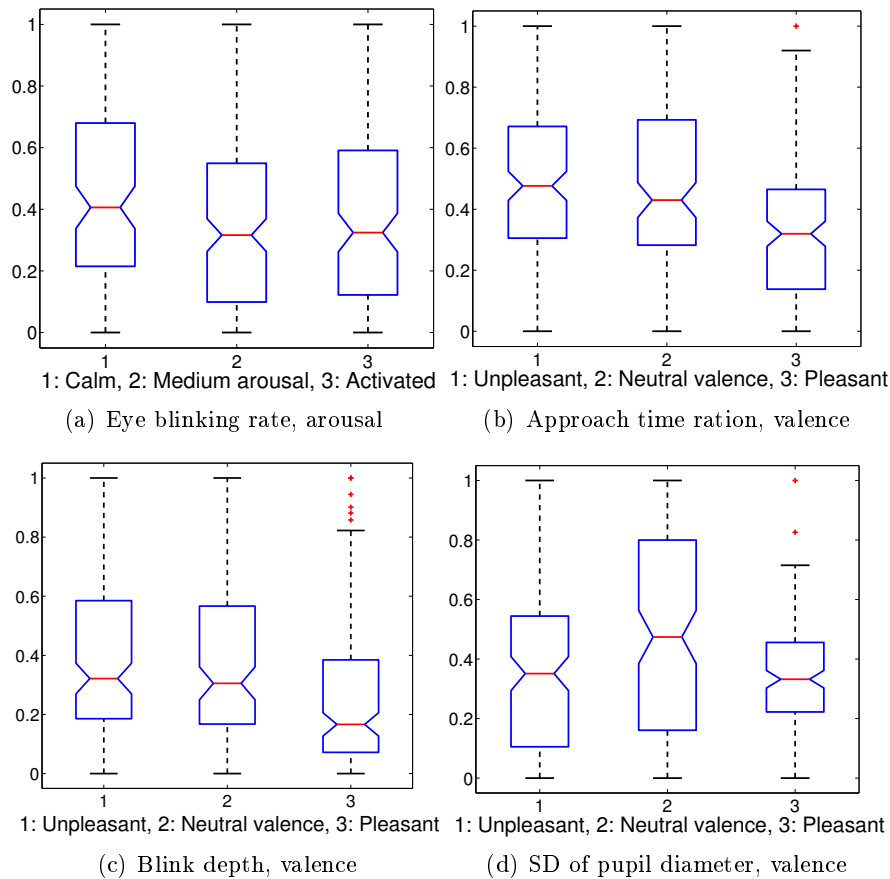 1
0.8
0.6
0.4
0.2
0
1 2 3
1: Calm, 2: Medium arousal, 3: Activated
(a) Eye blinking rate, arousal
1
0.8
0.6
0.4
0.2
0
1 2 3
1: Unpleasant, 2: Neutral valence, 3: Pleasant
(b) Approach time ration, valence
1
0.8
0.6
0.4
0.2
0
1 2 3
1: Unpleasant, 2: Neutral valence, 3: Pleasant
(c) Blink depth, valence
1
0.8
0.6
0.4
0.2
0
1 2 3
1: Unpleasant, 2: Neutral valence, 3: Pleasant
(d) SD of pupil diameter, valence